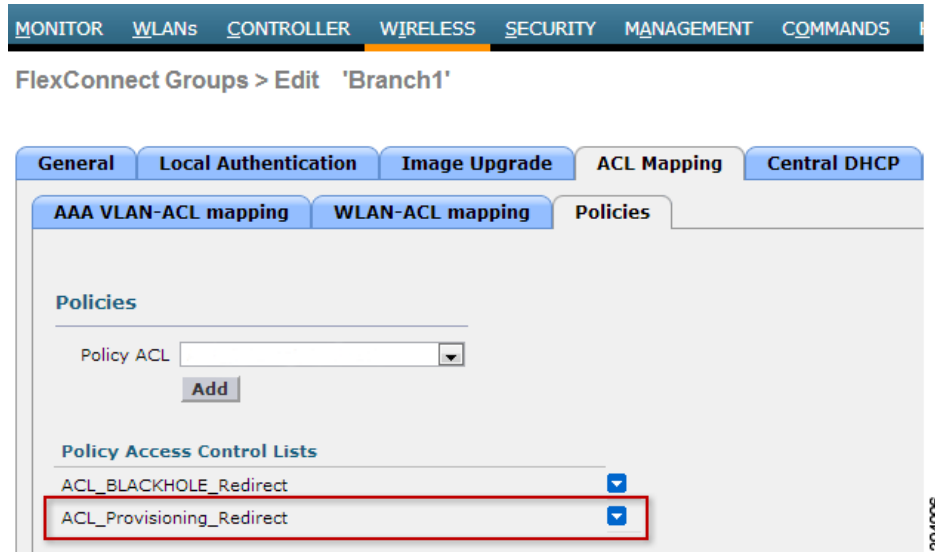 MONITOR WLANs CONTROLLER WIRELESS SECURITY MANAGEMENT COMMANDS
FlexConnect Groups > Edit 'Branch1'
General Local Authentication Image Upgrade ACL Mapping Central DHCP
AAA VLAN-ACL mapping WLAN-ACL mapping Policies
Policies
Policy ACL
Add
Policy Access Control Lists
ACL_BLACKHOLE_Redirect
ACL_Provisioning_Redirect